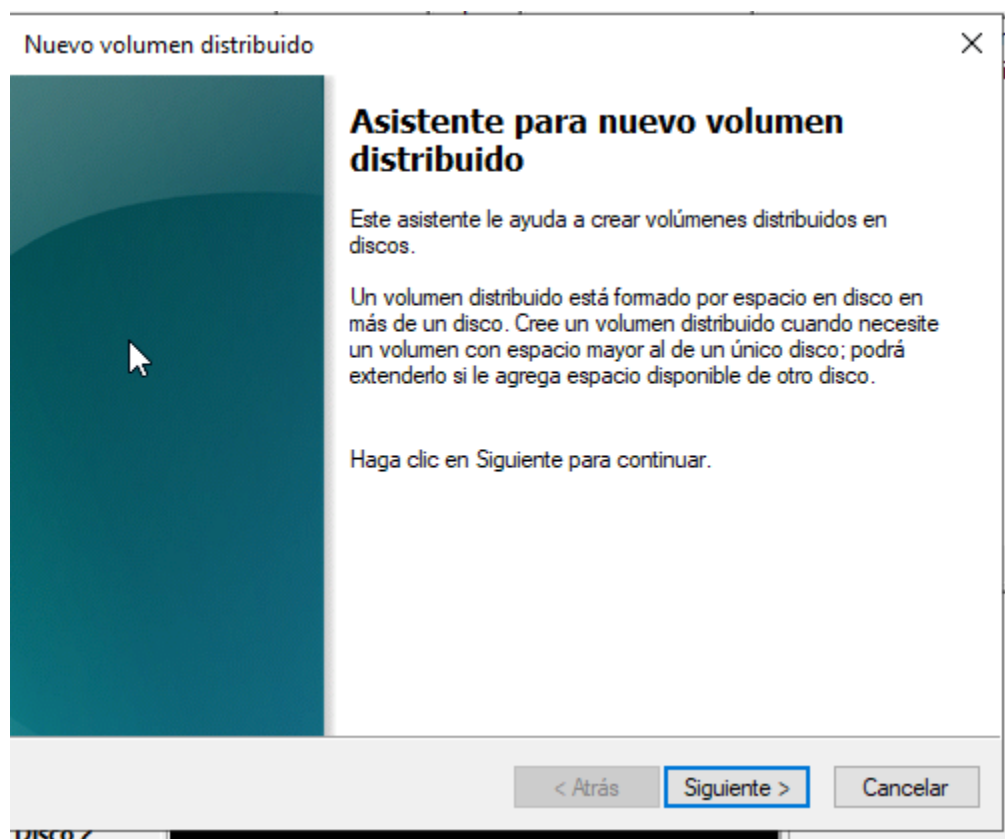 Nuevo volumen distribuido
Asistente para nuevo volumen
distribuido
Este asistente le ayuda a crear volúmenes distribuidos en
discos.
Un volumen distribuido está formado por espacio en disco en
más de un disco. Cree un volumen distribuido cuando necesite
un volumen con espacio mayor al de un único disco; podrá
extenderlo si le agrega espacio disponible de otro disco.
Haga clic en Siguiente para continuar.
< Atrás Siguiente > Cancelar
Disco 2